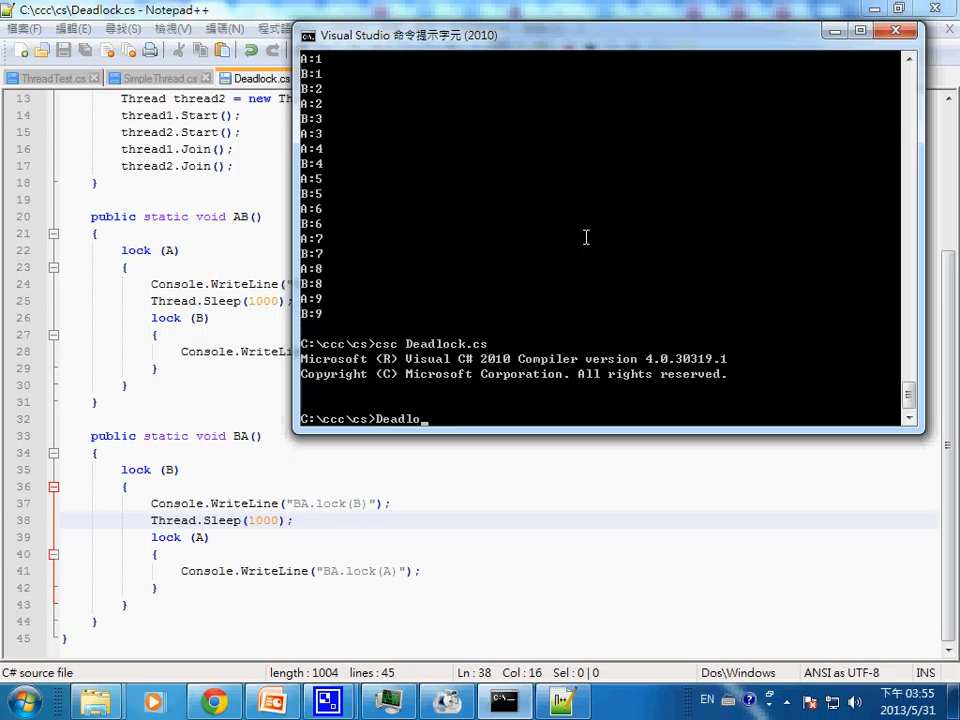 C:\ccc\cs\Deadlock.cs - Notepad++
檔案(F) 編輯(E) 尋找(S) 檢視(V) 編碼(N) 程式語
ThreadTest.cs SimpleThread.cs Deadlock.cs
13 Thread thread2 = new Th
14 thread1.Start();
15 thread2.Start();
16 thread1.Join();
17 thread2.Join();
18 }
19
20 public static void AB()
21 {
22 lock (A)
23 {
24 Console.WriteLine("
25 Thread.Sleep(1000);
26 lock (B)
27 {
28 Console.WriteLi
29 }
30 }
31 }
32
33 public static void BA()
34 {
35 lock (B)
36 {
37 Console.WriteLine("BA.lock(B)");
38 Thread.Sleep(1000);
39 lock (A)
40 {
41 Console.WriteLine("BA.lock(A)");
42 }
43 }
44 }
45 }
Visual Studio 命令提示字元 (2010)
A:1
B:1
B:2
A:2
B:3
A:3
A:4
B:4
A:5
B:5
A:6
B:6
A:7
B:7
A:8
B:8
A:9
B:9
C:\ccc\cs>csc Deadlock.cs
Microsoft (R) Visual C# 2010 Compiler version 4.0.30319.1
Copyright (C) Microsoft Corporation. All rights reserved.
C:\ccc\cs>Deadlo_
C# source file length : 1004 lines : 45 Ln : 38 Col : 16 Sel : 0 | 0 Dos\Windows ANSI as UTF-8 INS
EN 下午 03:55
2013/5/31